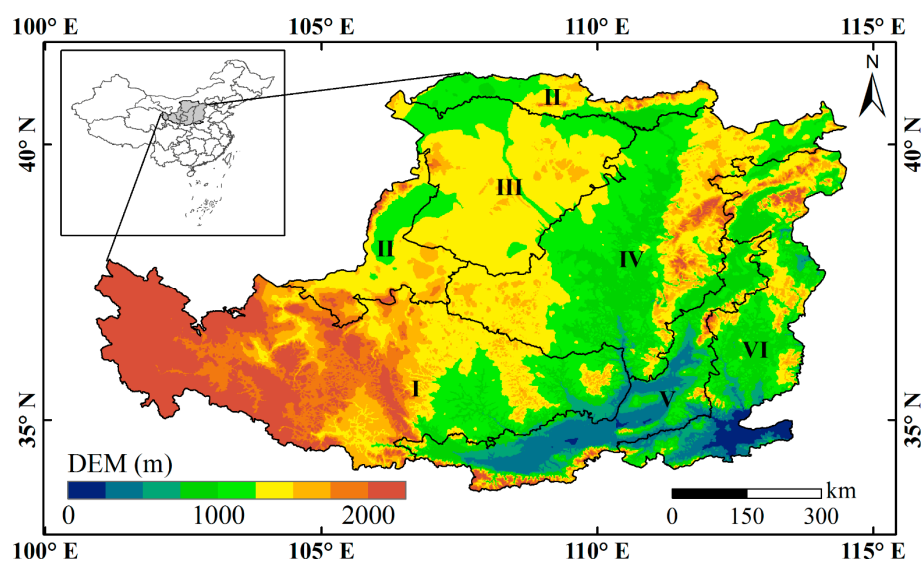 100° E 105° E 110° E 115° E
N
II
40° N 40° N
III
II IV
VI
I V
35° N 35° N
DEM (m)
km
0 1000 2000 0 150 300
100° E 105° E 110° E 115° E